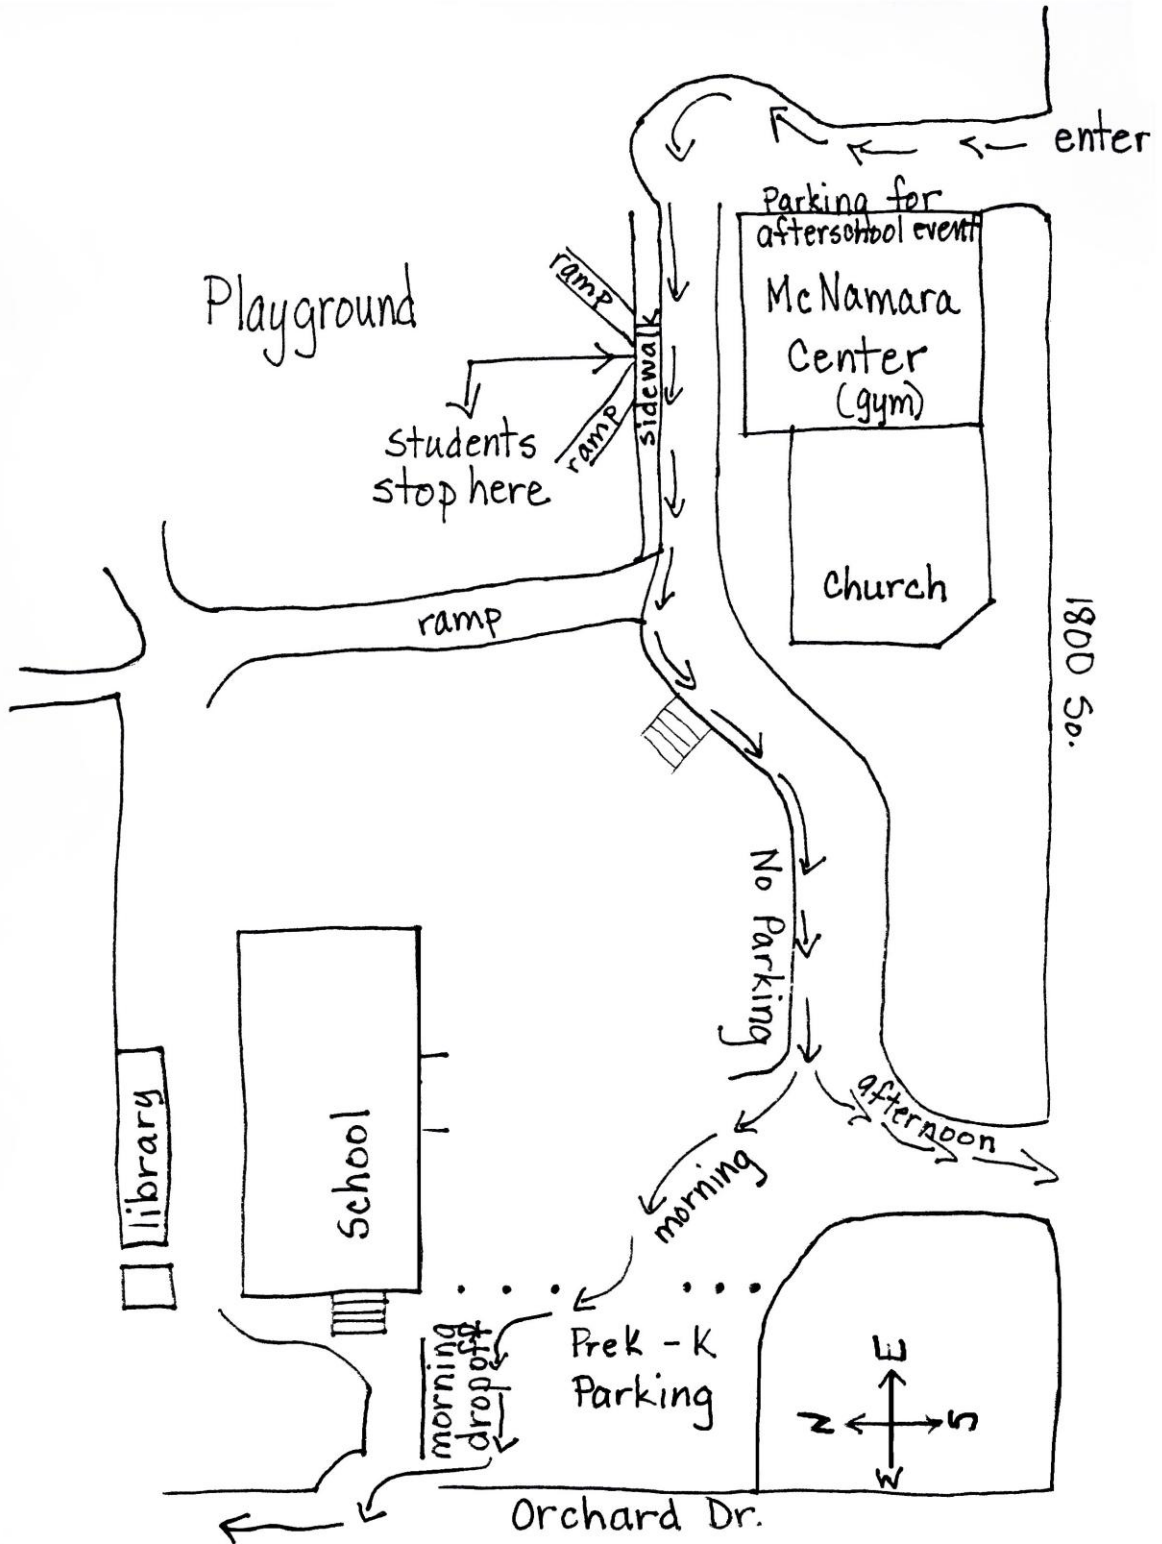 enter
Parking for
afterschool event
McNamara
Center
(gym)
Playground
ramp
sidewalk
ramp
students
stop here
Church
ramp
1800 So.
No Parking
afternoon
morning
library
School
morning
dropoff
PreK - K
Parking
E
N
S
W
Orchard Dr.